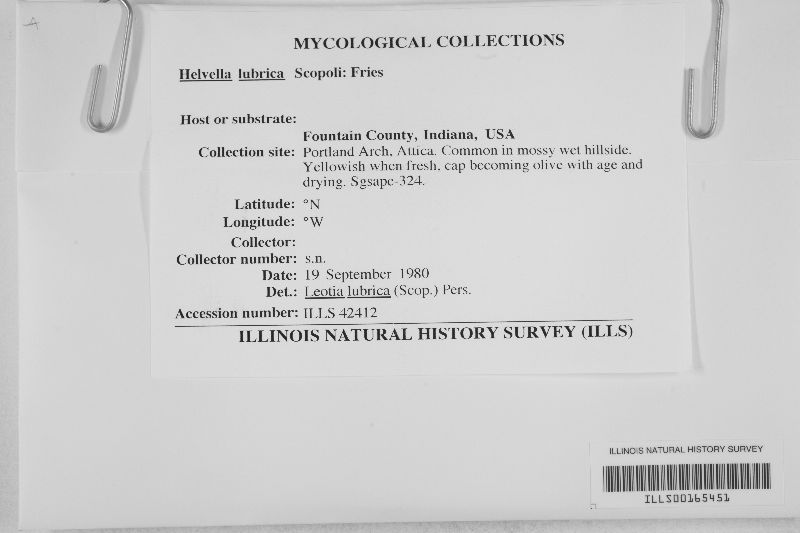 MYCOLOGICAL COLLECTIONS
Helvella lubrica Scopoli: Fries
Host or substrate:
Fountain County, Indiana, USA
Collection site: Portland Arch, Attica. Common in mossy wet hillside.
Yellowish when fresh, cap becoming olive with age and
drying. Sgsape-324.
Latitude: °N
Longitude: °W
Collector:
Collector number: s.n.
Date: 19 September 1980
Det.: Leotia lubrica (Scop.) Pers.
Accession number: ILLS 42412
ILLINOIS NATURAL HISTORY SURVEY (ILLS)
ILLINOIS NATURAL HISTORY SURVEY
ILLS00165451